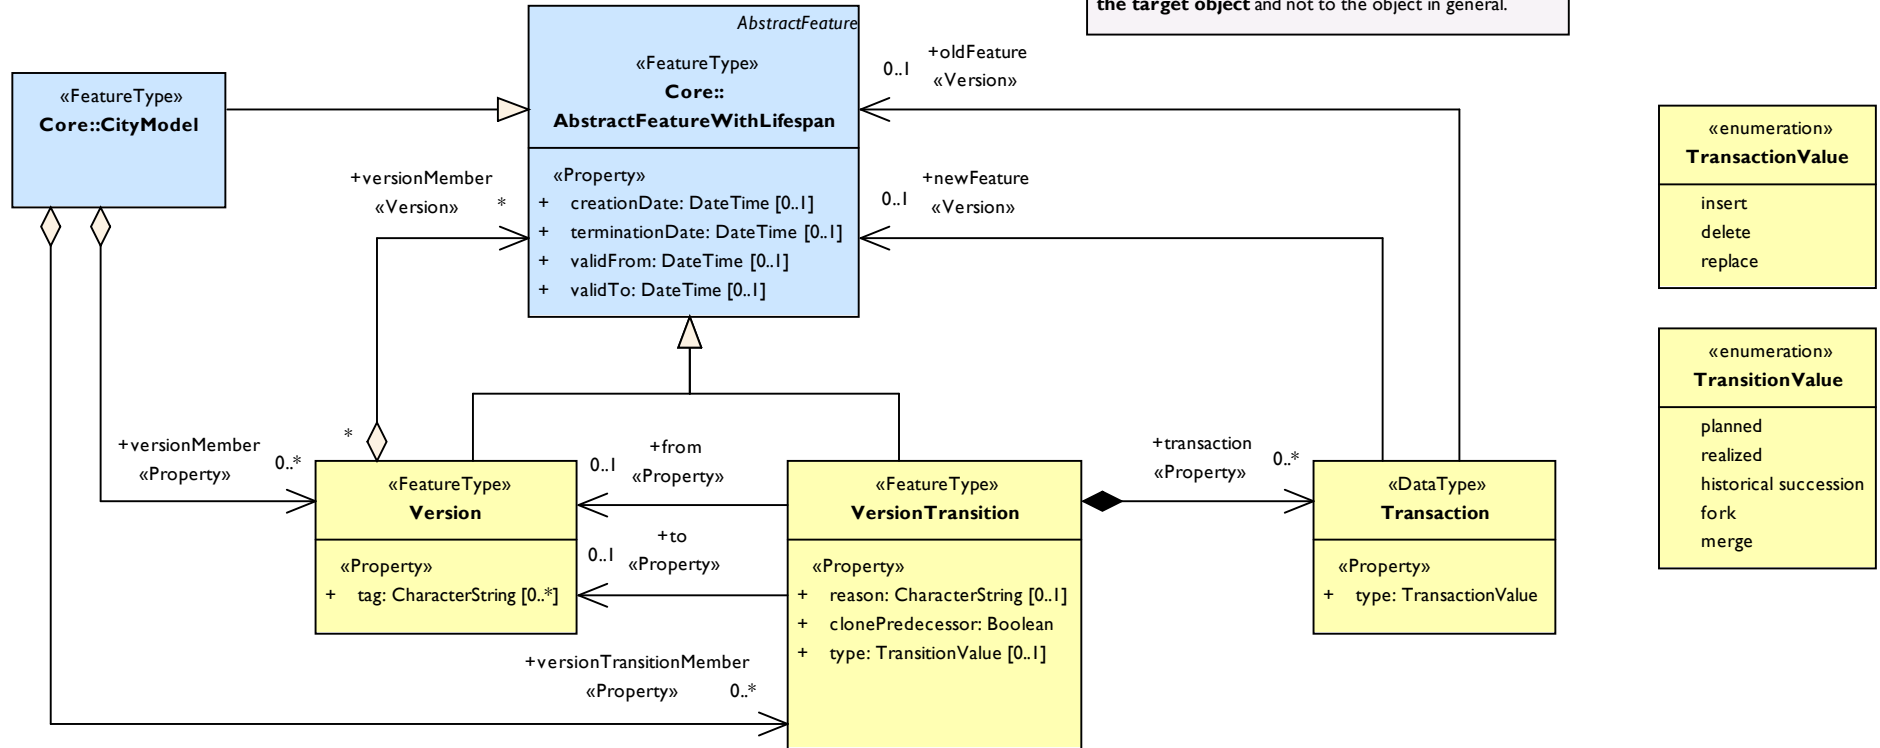 the target object and not to the object in general.
AbstractFeature
«FeatureType»
Core::
AbstractFeatureWithLifespan
«Property»
+ creationDate: DateTime [0..1]
+ terminationDate: DateTime [0..1]
+ validFrom: DateTime [0..1]
+ validTo: DateTime [0..1]
«FeatureType»
Core::CityModel
+oldFeature
0..1
«Version»
+newFeature
0..1
«Version»
+versionMember
«Version»
*
*
«enumeration»
TransactionValue
insert
delete
replace
«enumeration»
TransitionValue
planned
realized
historical succession
fork
merge
+versionMember
«Property»
0..*
«FeatureType»
Version
«Property»
+ tag: CharacterString [0..*]
+from
0..1
«Property»
+to
0..1
«Property»
«FeatureType»
VersionTransition
«Property»
+ reason: CharacterString [0..1]
+ clonePredecessor: Boolean
+ type: TransitionValue [0..1]
+transaction
«Property»
0..*
«DataType»
Transaction
«Property»
+ type: TransactionValue
+versionTransitionMember
«Property»
0..*